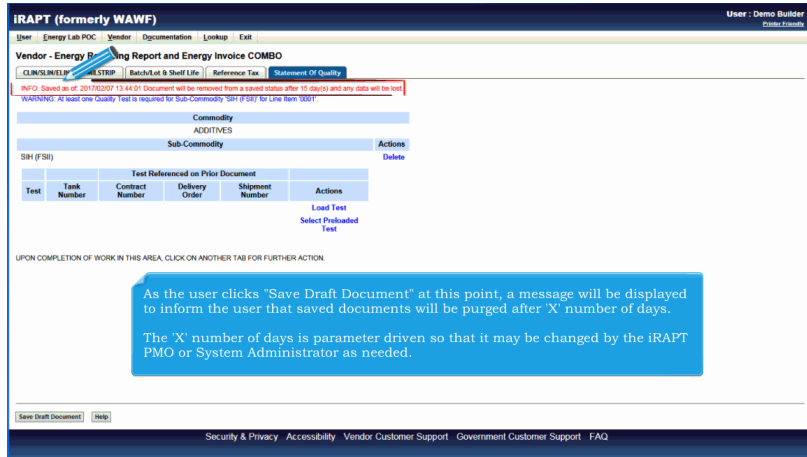 iRAPT (formerly WAWF)
User : Demo Builder
Printer Friendly
User Energy Lab POC Vendor Documentation Lookup Exit
Vendor - Energy Re ing Report and Energy Invoice COMBO
CLIN/SLIN/ELIN STRIP Batch/Lot & Shelf Life Reference Tax Statement Of Quality
INFO: Saved as of: 2017/02/07 13:44:01 Document will be removed from a saved status after 15 day(s) and any data will be lost.
WARNING: At least one Quality Test is required for Sub-Commodity 'SIH (FSII)' for Line Item '0001'.
Commodity
ADDITIVES
Sub-Commodity Actions
SIH (FSII) Delete
Test Referenced on Prior Document
Test Tank Number Contract Number Delivery Order Shipment Number Actions
Load Test
Select Preloaded
Test
UPON COMPLETION OF WORK IN THIS AREA, CLICK ON ANOTHER TAB FOR FURTHER ACTION.
As the user clicks "Save Draft Document" at this point, a message will be displayed
to inform the user that saved documents will be purged after 'X' number of days.
The 'X' number of days is parameter driven so that it may be changed by the iRAPT
PMO or System Administrator as needed.
Save Draft Document Help
Security & Privacy Accessibility Vendor Customer Support Government Customer Support FAQ